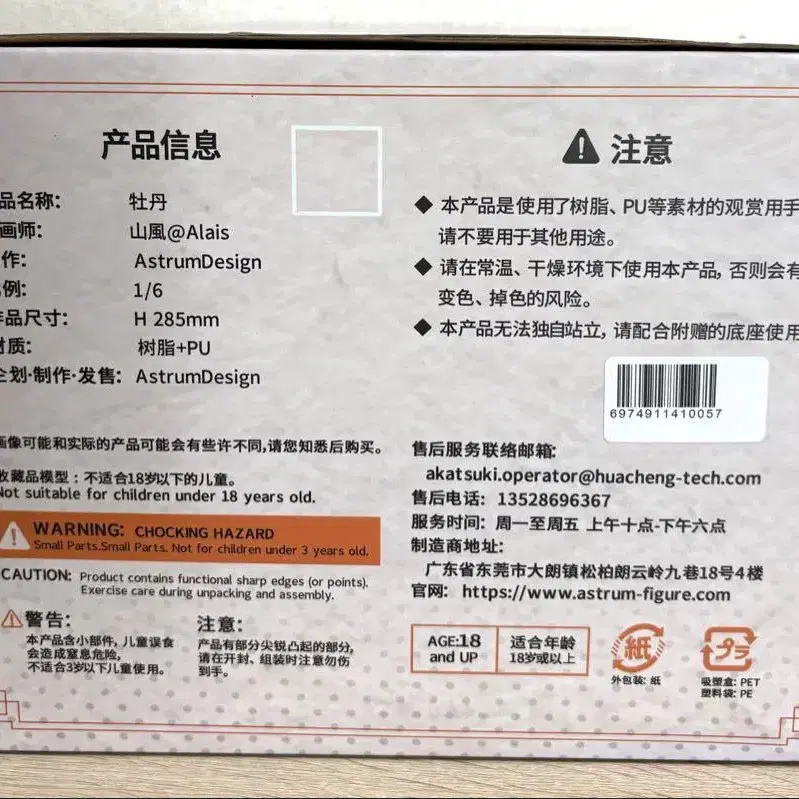 产品信息
品名称： 牡丹
画师： 山風@Alais
作： AstrumDesign
例： 1/6
品尺寸： H 285mm
材质： 树脂+PU
企划·制作·发售： AstrumDesign
画像可能和实际的产品可能会有些许不同,请您知悉后购买。
收藏品模型：不适合18岁以下的儿童。
Not suitable for children under 18 years old.
WARNING: CHOCKING HAZARD
Small Parts.Small Parts. Not for children under 3 years old.
CAUTION: Product contains functional sharp edges (or points).
Exercise care during unpacking and assembly.
警告：
本产品含小部件, 儿童误食
会造成窒息危险,
不适合3岁以下儿童使用。
注意：
产品有部分尖锐凸起的部分,
请在开封、组装时注意勿伤
到手。
注意
◆ 本产品是使用了树脂、PU等素材的观赏用手
请不要用于其他用途。
◆ 请在常温、干燥环境下使用本产品, 否则会有
变色、掉色的风险。
◆ 本产品无法独自站立, 请配合附赠的底座使用
6974911410057
售后服务联络邮箱：
akatsuki.operator@huacheng-tech.com
售后电话： 13528696367
服务时间： 周一至周五 上午十点-下午六点
制造商地址：
广东省东莞市大朗镇松柏朗云岭九巷18号4楼
官网： https://www.astrum-figure.com
AGE:18
and UP
适合年龄
18岁或以上
紙
外包装: 纸
プラ
吸塑盒: PET
塑料袋: PE